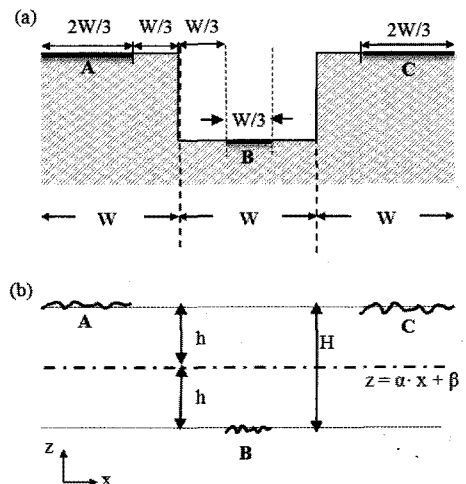 (a)
2W/3 W/3 W/3 2W/3
A C
W/3
B
W W W
(b)
A C
h H
z = α· x + β
h
B
z
x